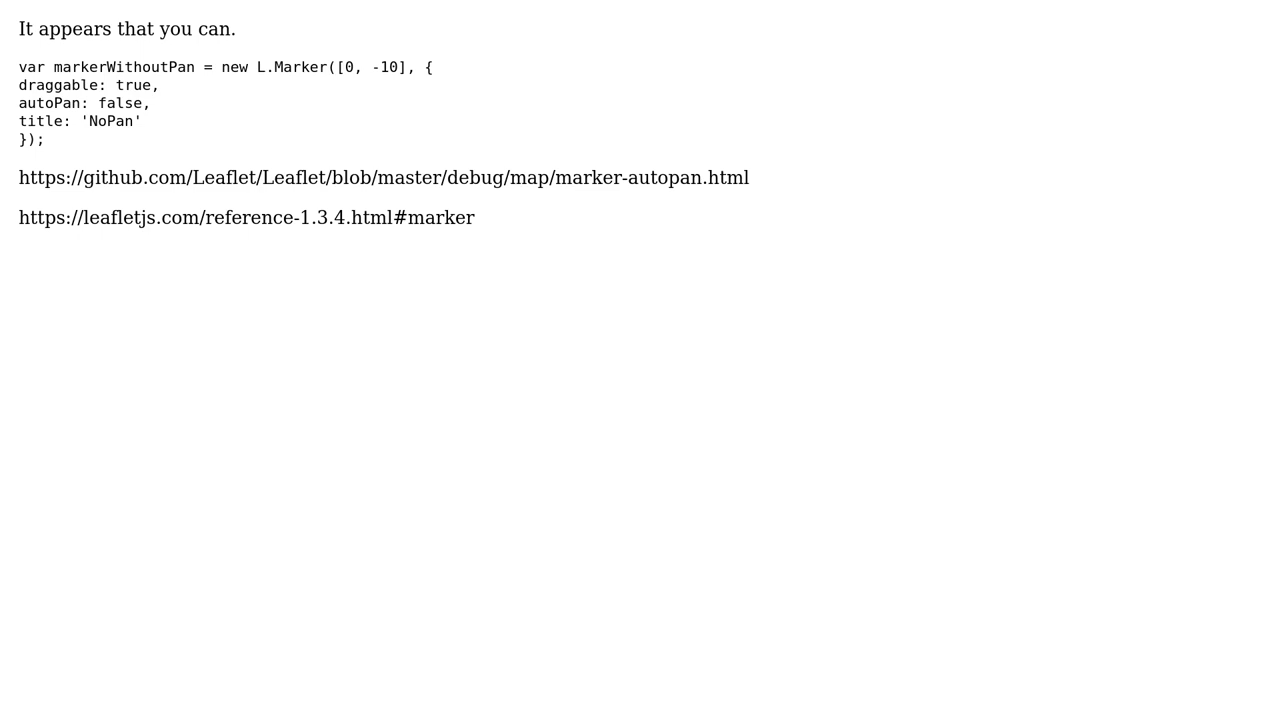 It appears that you can.
var markerWithoutPan = new L.Marker([0, -10], {
draggable: true,
autoPan: false,
title: 'NoPan'
});
https://github.com/Leaflet/Leaflet/blob/master/debug/map/marker-autopan.html
https://leafletjs.com/reference-1.3.4.html#marker